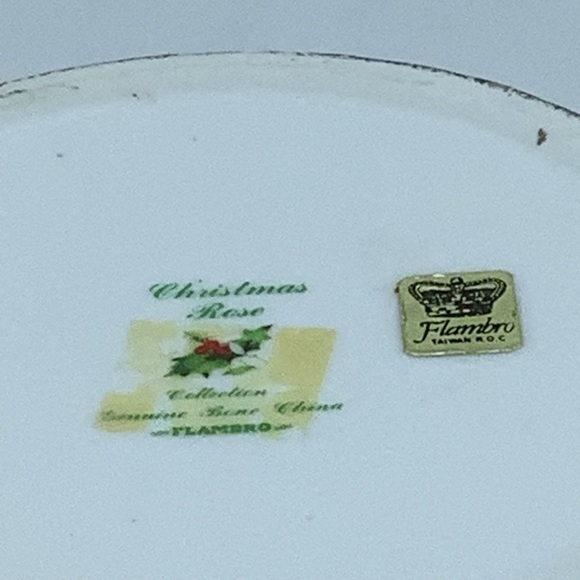 Christmas
Rose
Collection
Genuine Bone China
FLAMBRO
Flambro
TAIWAN R.O.C